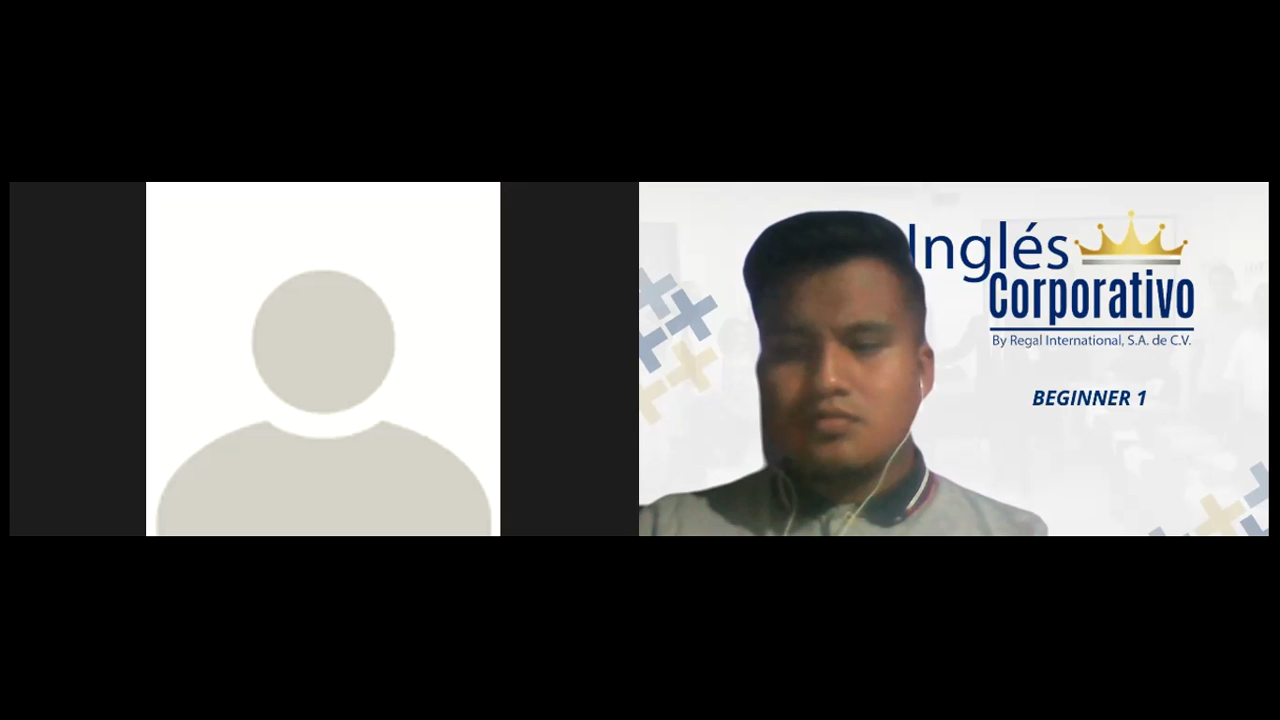 Inglés
Corporativo
By Regal International, S.A. de C.V.
BEGINNER 1